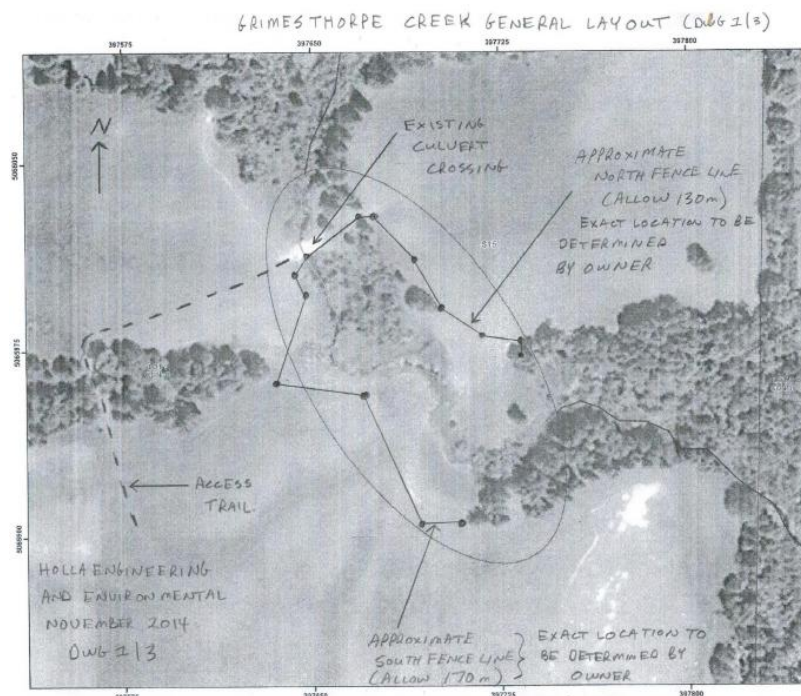 GRIMESTHORPE CREEK GENERAL LAYOUT (DWG 1/3)
397575
397650
397725
397800
N
EXISTING
CULVERT
CROSSING
APPROXIMATE
NORTH FENCE LINE
(ALLOW 130m)
EXACT LOCATION TO BE
DETERMINED
BY OWNER
5066050
5065975
ACCESS
TRAIL
HOLLA ENGINEERING
AND ENVIRONMENTAL
NOVEMBER 2014
DWG 1/3
APPROXIMATE
SOUTH FENCE LINE
(ALLOW 170m)
EXACT LOCATION TO
BE DETERMINED BY
OWNER
397650
397725
397800